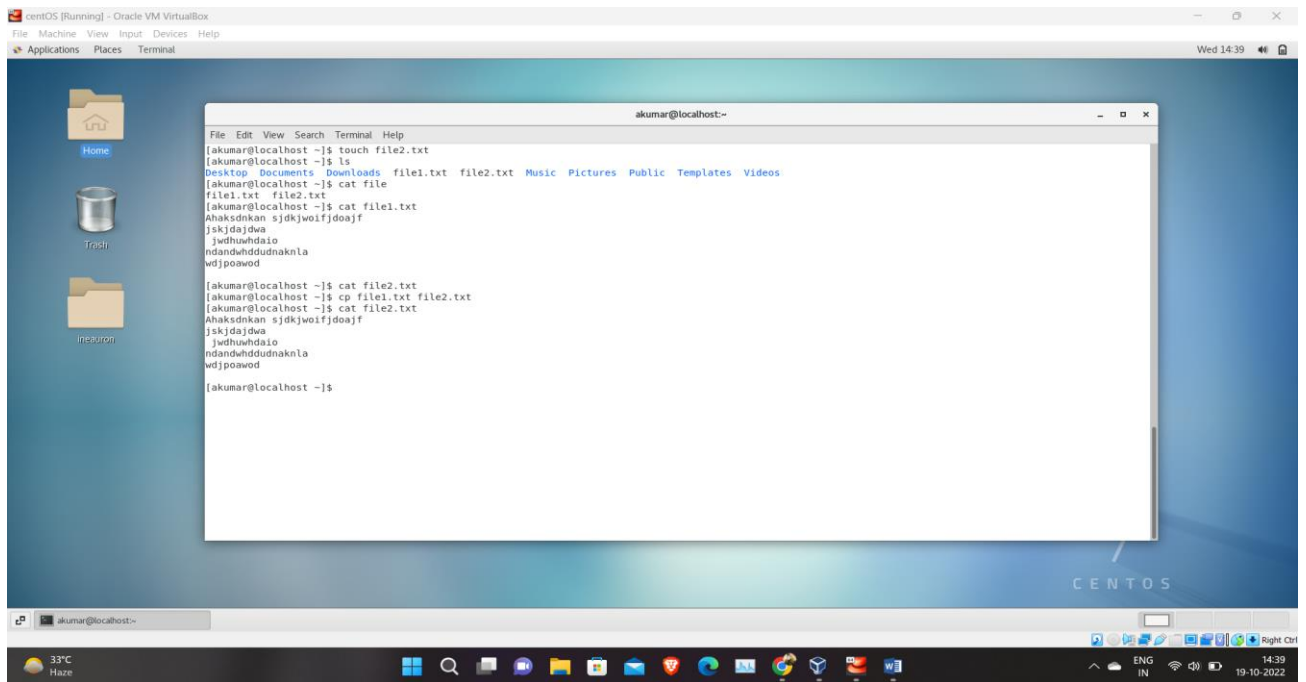 centOS [Running] - Oracle VM VirtualBox
File Machine View Input Devices Help
Applications Places Terminal Wed 14:39
Home
Trash
ineauron
akumar@localhost:~
File Edit View Search Terminal Help
[akumar@localhost ~]$ touch file2.txt
[akumar@localhost ~]$ ls
Desktop Documents Downloads file1.txt file2.txt Music Pictures Public Templates Videos
[akumar@localhost ~]$ cat file
file1.txt file2.txt
[akumar@localhost ~]$ cat file1.txt
Ahaksdnkan sjdkjwoifjdoajf
jskjdajdwa
 jwdhuwhdaio
ndandwhddudnaknla
wdjpoawod
[akumar@localhost ~]$ cat file2.txt
[akumar@localhost ~]$ cp file1.txt file2.txt
[akumar@localhost ~]$ cat file2.txt
Ahaksdnkan sjdkjwoifjdoajf
jskjdajdwa
 jwdhuwhdaio
ndandwhddudnaknla
wdjpoawod
[akumar@localhost ~]$
7
CENTOS
akumar@localhost:~
Right Ctrl
33°C
Haze
ENG
IN
14:39
19-10-2022